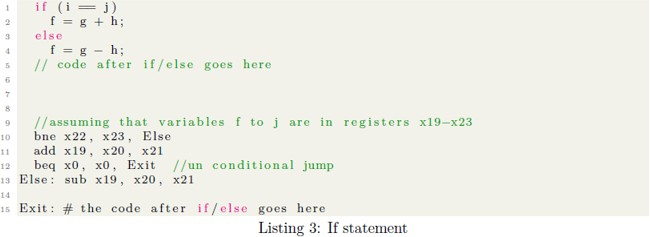 1 if (i == j)
2 f = g + h;
3 else
4 f = g − h;
5 // code after if/else goes here
6
7
8
9 //assuming that variables f to j are in registers x19−x23
10 bne x22, x23, Else
11 add x19, x20, x21
12 beq x0, x0, Exit //un conditional jump
13 Else: sub x19, x20, x21
14
15 Exit: # the code after if/else goes here
Listing 3: If statement